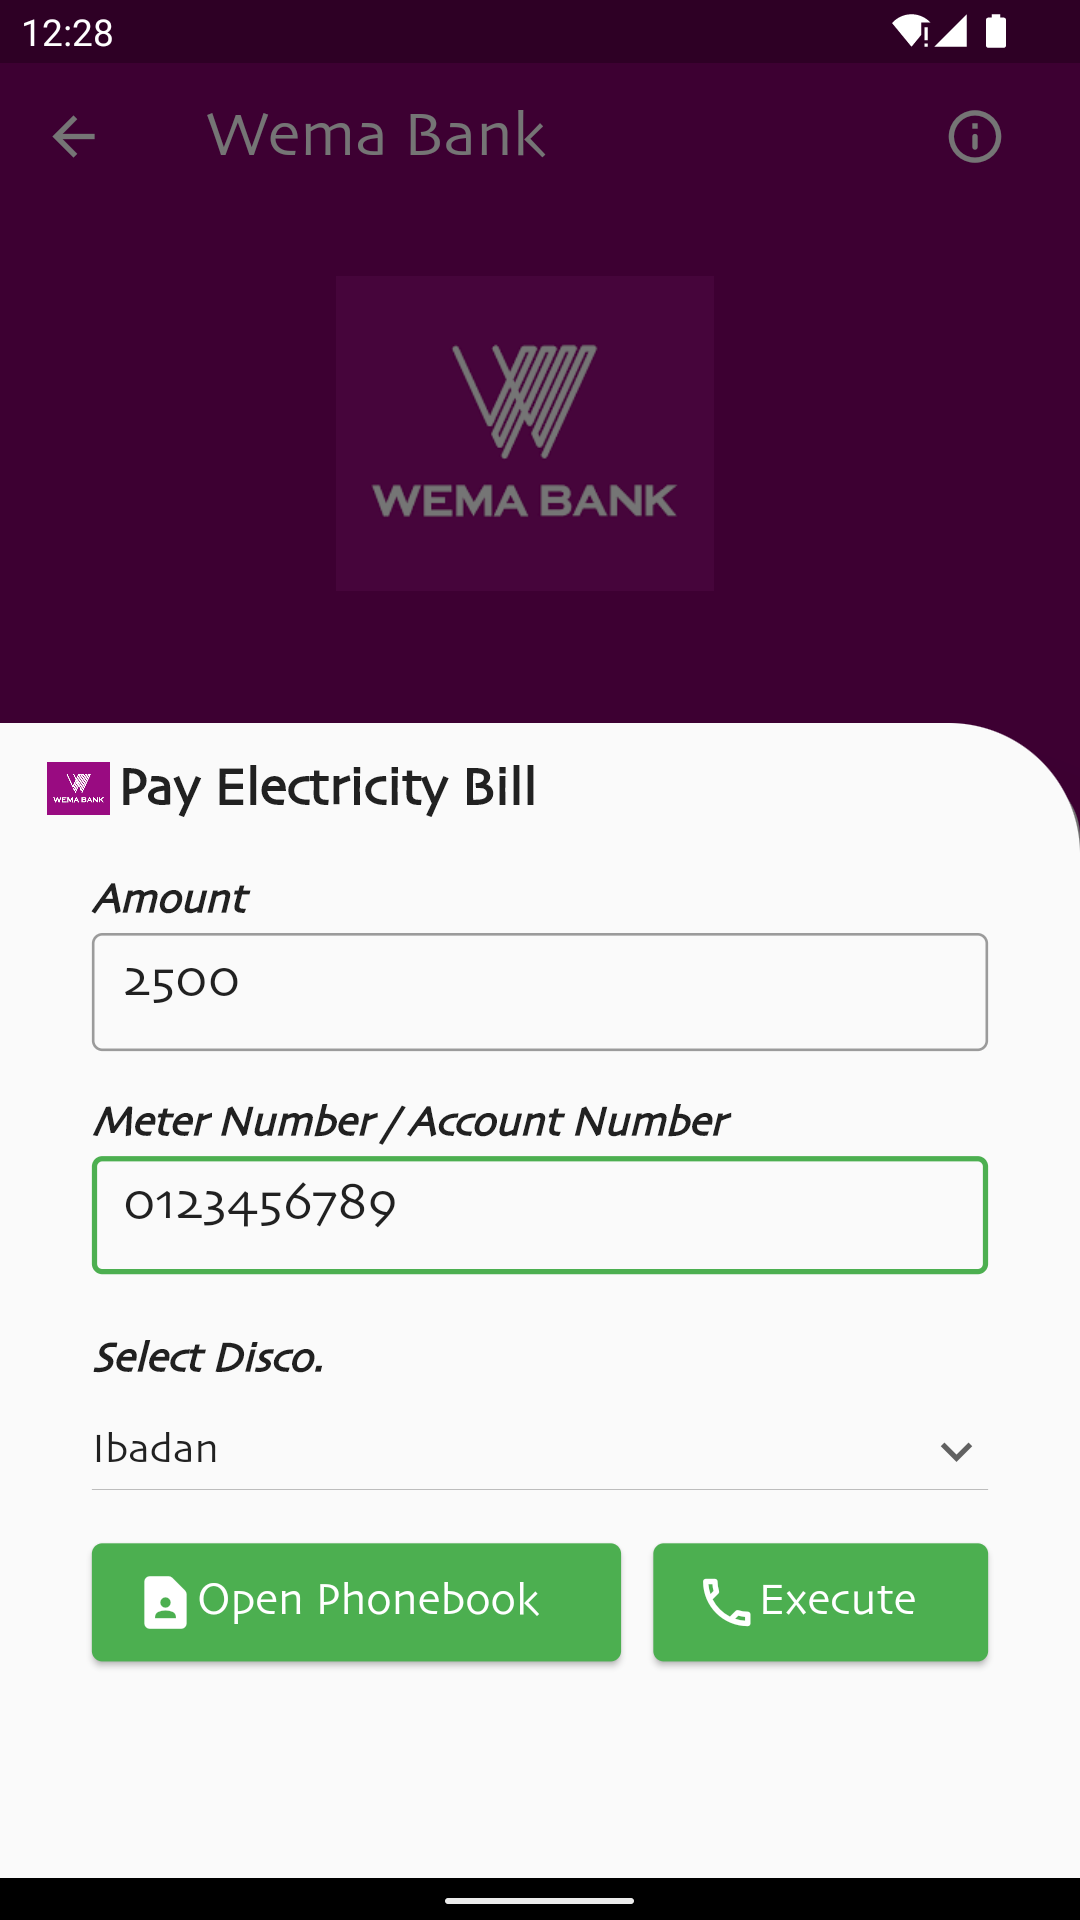 12:28
Wema Bank
WEMA BANK
WEMA BANK
Pay Electricity Bill
Amount
2500
Meter Number / Account Number
0123456789
Select Disco.
Ibadan
Open Phonebook
Execute